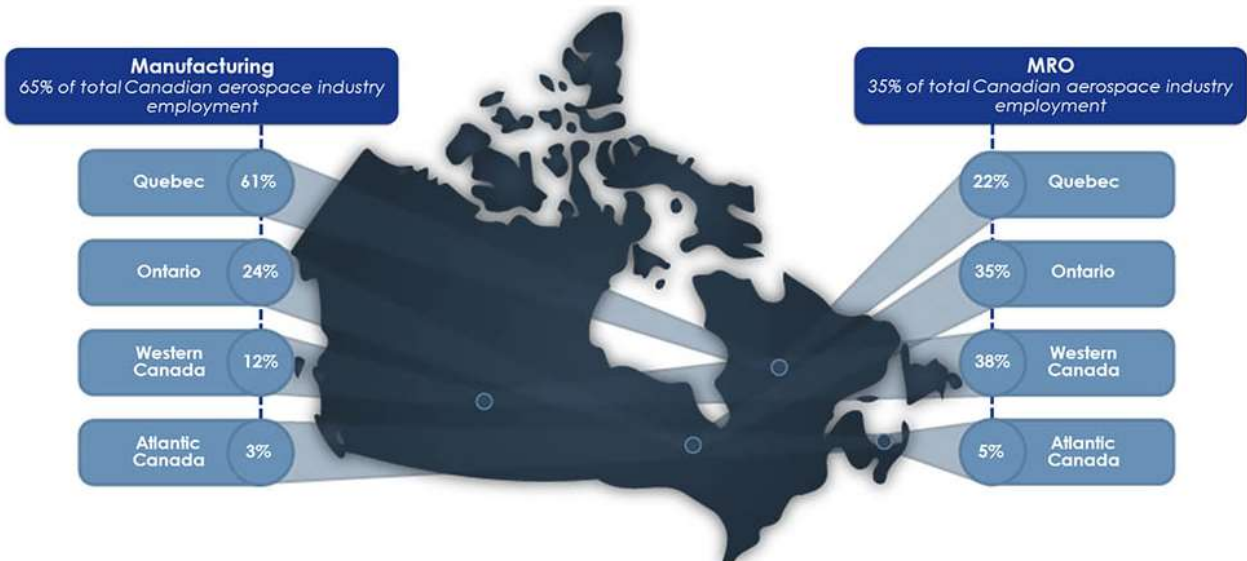 Manufacturing
65% of total Canadian aerospace industry
employment
Quebec 61%
Ontario 24%
Western
Canada
12%
Atlantic
Canada
3%
MRO
35% of total Canadian aerospace industry
employment
22% Quebec
35% Ontario
38%
Western
Canada
5%
Atlantic
Canada